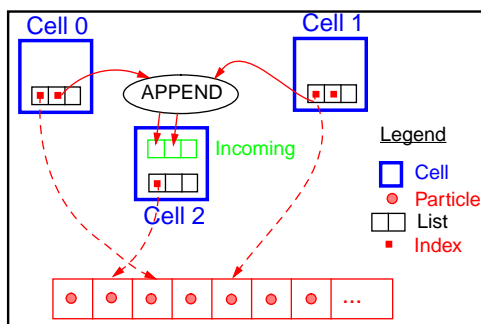 Cell 0
Cell 1
APPEND
Incoming
Cell 2
Legend
Cell
Particle
List
Index
...